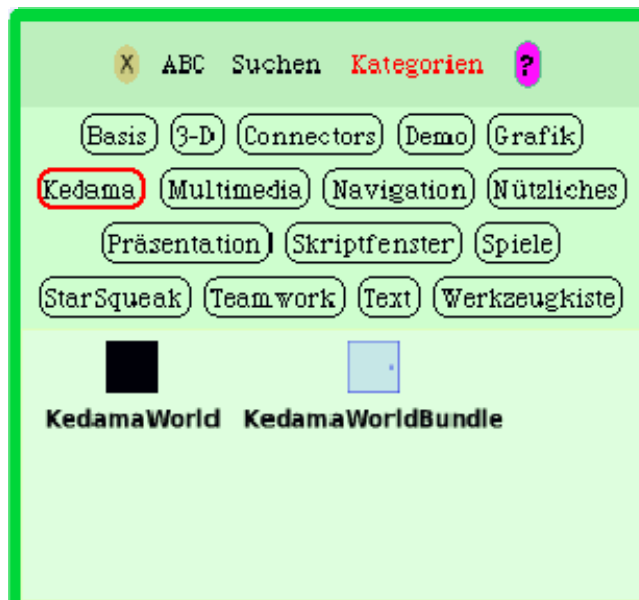 X ABC Suchen Kategorien ?
Basis 3-D Connectors Demo Grafik
Kedama Multimedia Navigation Nützliches
Präsentation Skriptfenster Spiele
StarSqueak Teamwork Text Werkzeugkiste
KedamaWorld KedamaWorldBundle